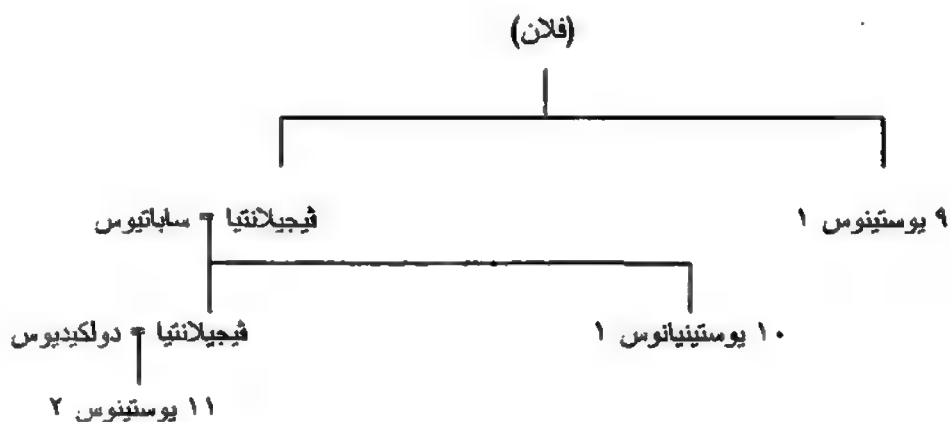 (فلان)
٩ يوستينوس ١ ڤيجيلانتيا = ساباتيوس
١٠ يوستينيانوس ١ ڤيجيلانتيا = دولكيديوس
١١ يوستينوس ٢